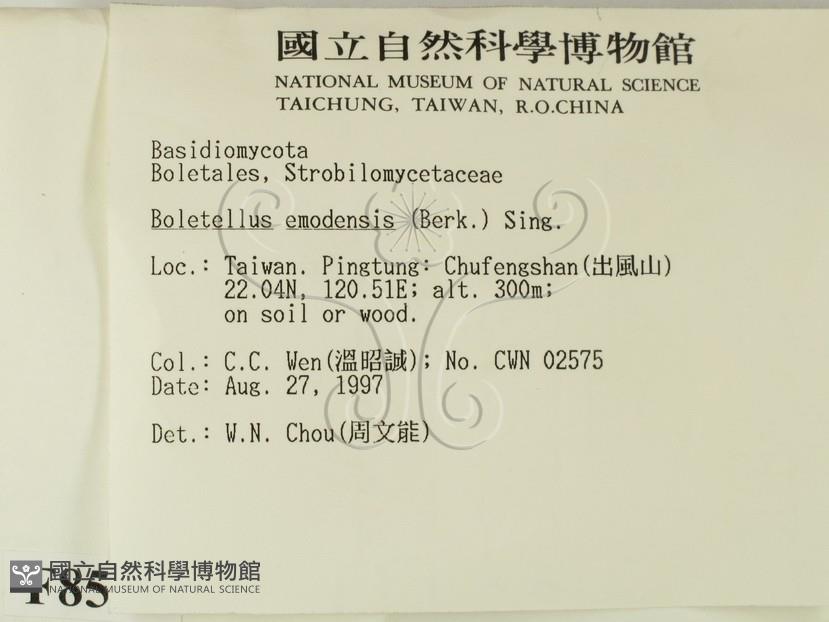 國立自然科學博物館
NATIONAL MUSEUM OF NATURAL SCIENCE
TAICHUNG, TAIWAN, R.O.CHINA
Basidiomycota
Boletales, Strobilomycetaceae
Boletellus emodensis (Berk.) Sing.
Loc.: Taiwan. Pingtung: Chufengshan(出風山)
22.04N, 120.51E; alt. 300m;
on soil or wood.
Col.: C.C. Wen(溫昭誠); No. CWN 02575
Date: Aug. 27, 1997
Det.: W.N. Chou(周文能)
國立自然科學博物館
NATIONAL MUSEUM OF NATURAL SCIENCE
F85